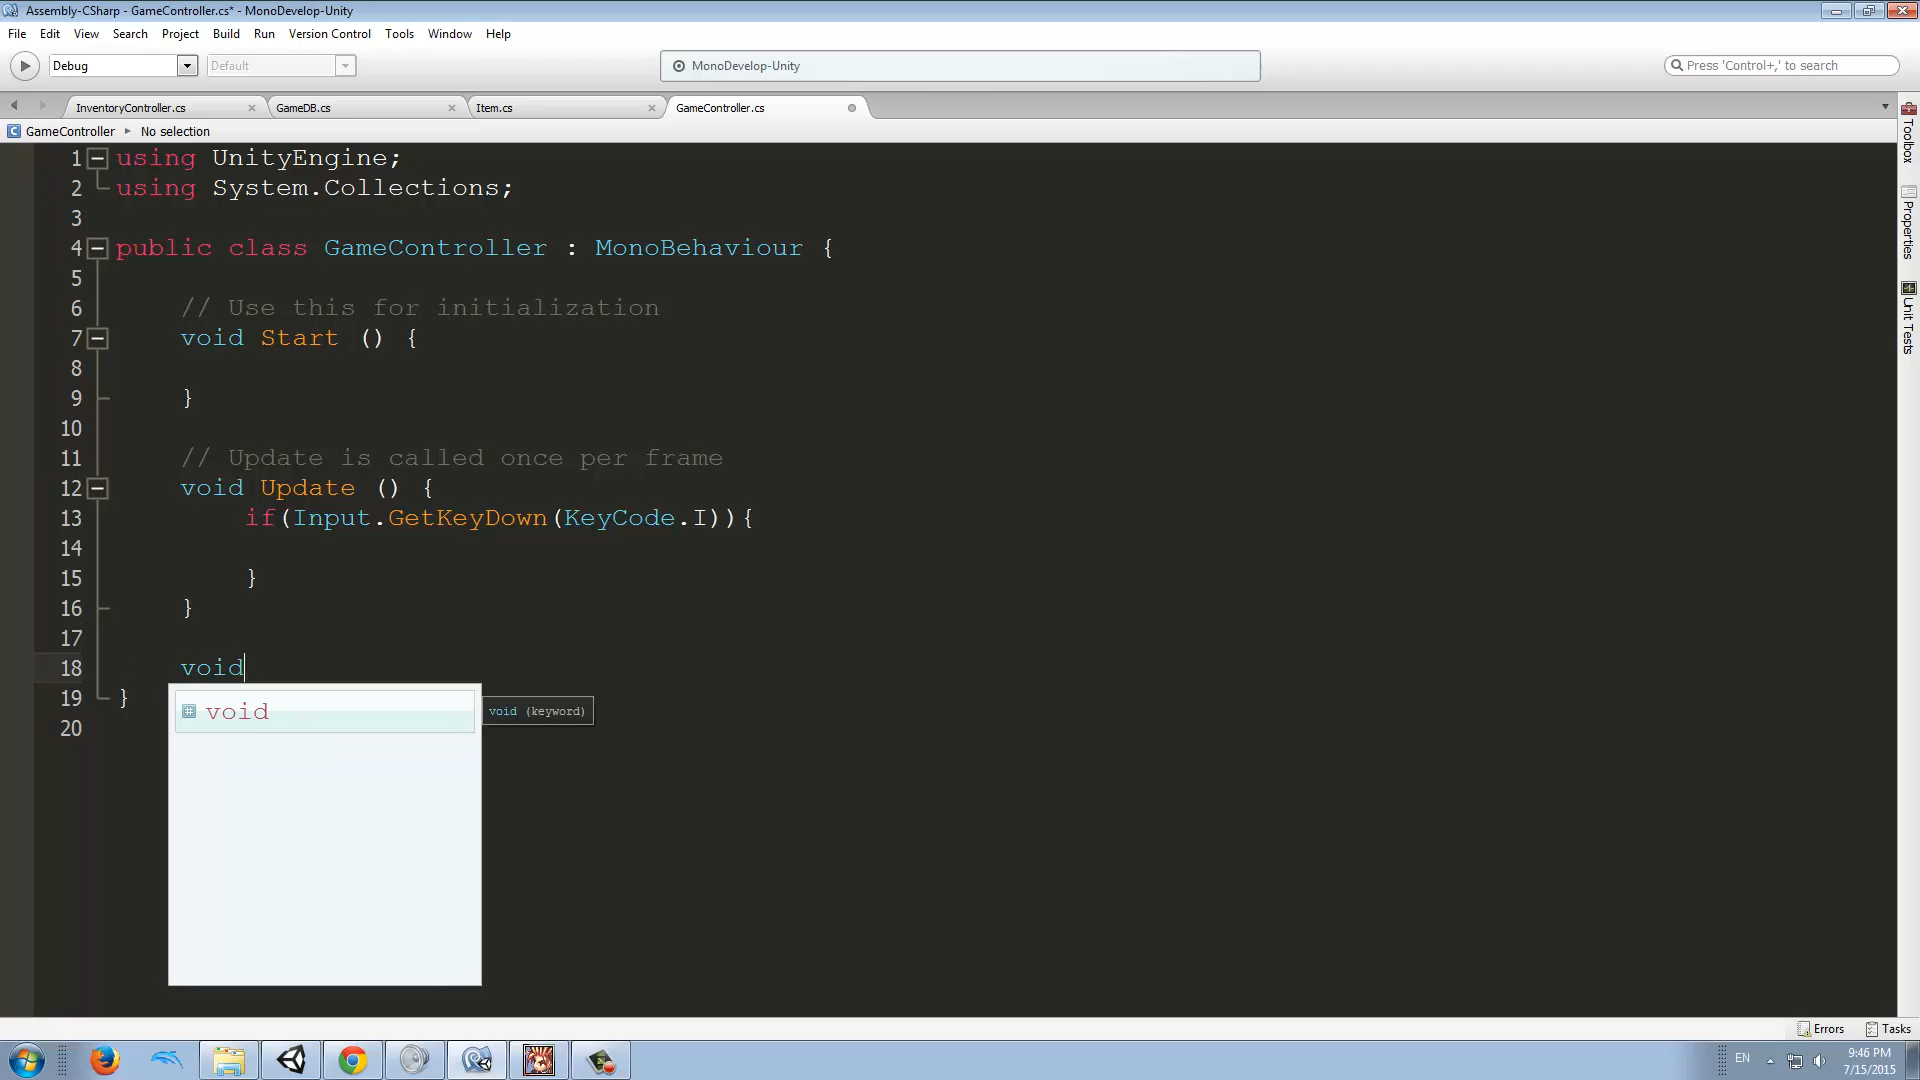 Assembly-CSharp - GameController.cs* - MonoDevelop-Unity
File Edit View Search Project Build Run Version Control Tools Window Help
Debug Default MonoDevelop-Unity Press 'Control+,' to search
InventoryController.cs GameDB.cs Item.cs GameController.cs
GameController No selection
1 using UnityEngine;
2 using System.Collections;
3
4 public class GameController : MonoBehaviour {
5
6 // Use this for initialization
7 void Start () {
8
9 }
10
11 // Update is called once per frame
12 void Update () {
13 if(Input.GetKeyDown(KeyCode.I)){
14
15 }
16 }
17
18 void
19 }
20
void
void (keyword)
Toolbox
Properties
Unit Tests
Errors Tasks
EN
9:46 PM
7/15/2015